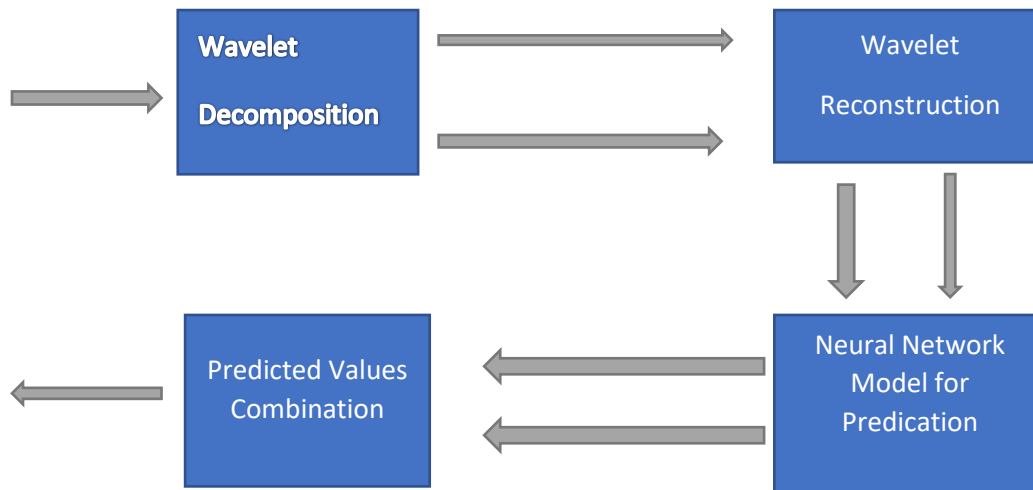 Wavelet
Decomposition
Wavelet
Reconstruction
Predicted Values
Combination
Neural Network
Model for
Predication